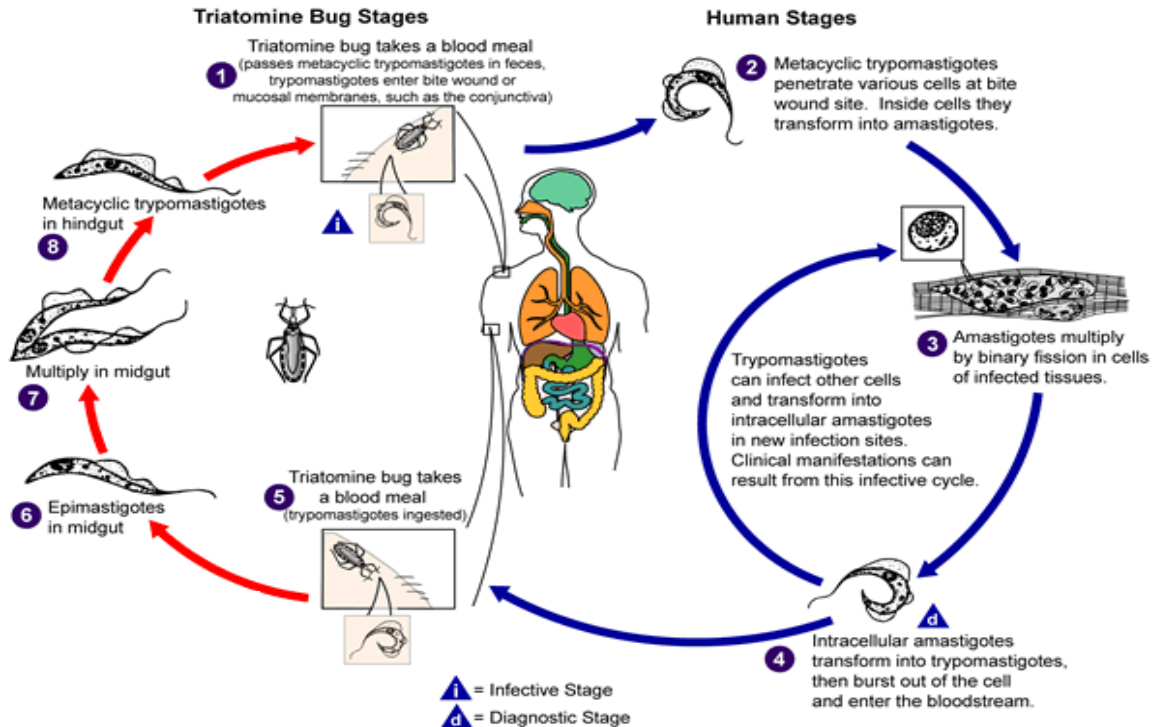 Triatomine Bug Stages
Human Stages
1
Triatomine bug takes a blood meal
(passes metacyclic trypomastigotes in feces,
trypomastigotes enter bite wound or
mucosal membranes, such as the conjunctiva)
i
2
Metacyclic trypomastigotes
penetrate various cells at bite
wound site. Inside cells they
transform into amastigotes.
3
Amastigotes multiply
by binary fission in cells
of infected tissues.
Trypomastigotes
can infect other cells
and transform into
intracellular amastigotes
in new infection sites.
Clinical manifestations can
result from this infective cycle.
d
4
Intracellular amastigotes
transform into trypomastigotes,
then burst out of the cell
and enter the bloodstream.
5
Triatomine bug takes
a blood meal
(trypomastigotes ingested)
6
Epimastigotes
in midgut
Multiply in midgut
7
Metacyclic trypomastigotes
in hindgut
8
i = Infective Stage
d = Diagnostic Stage